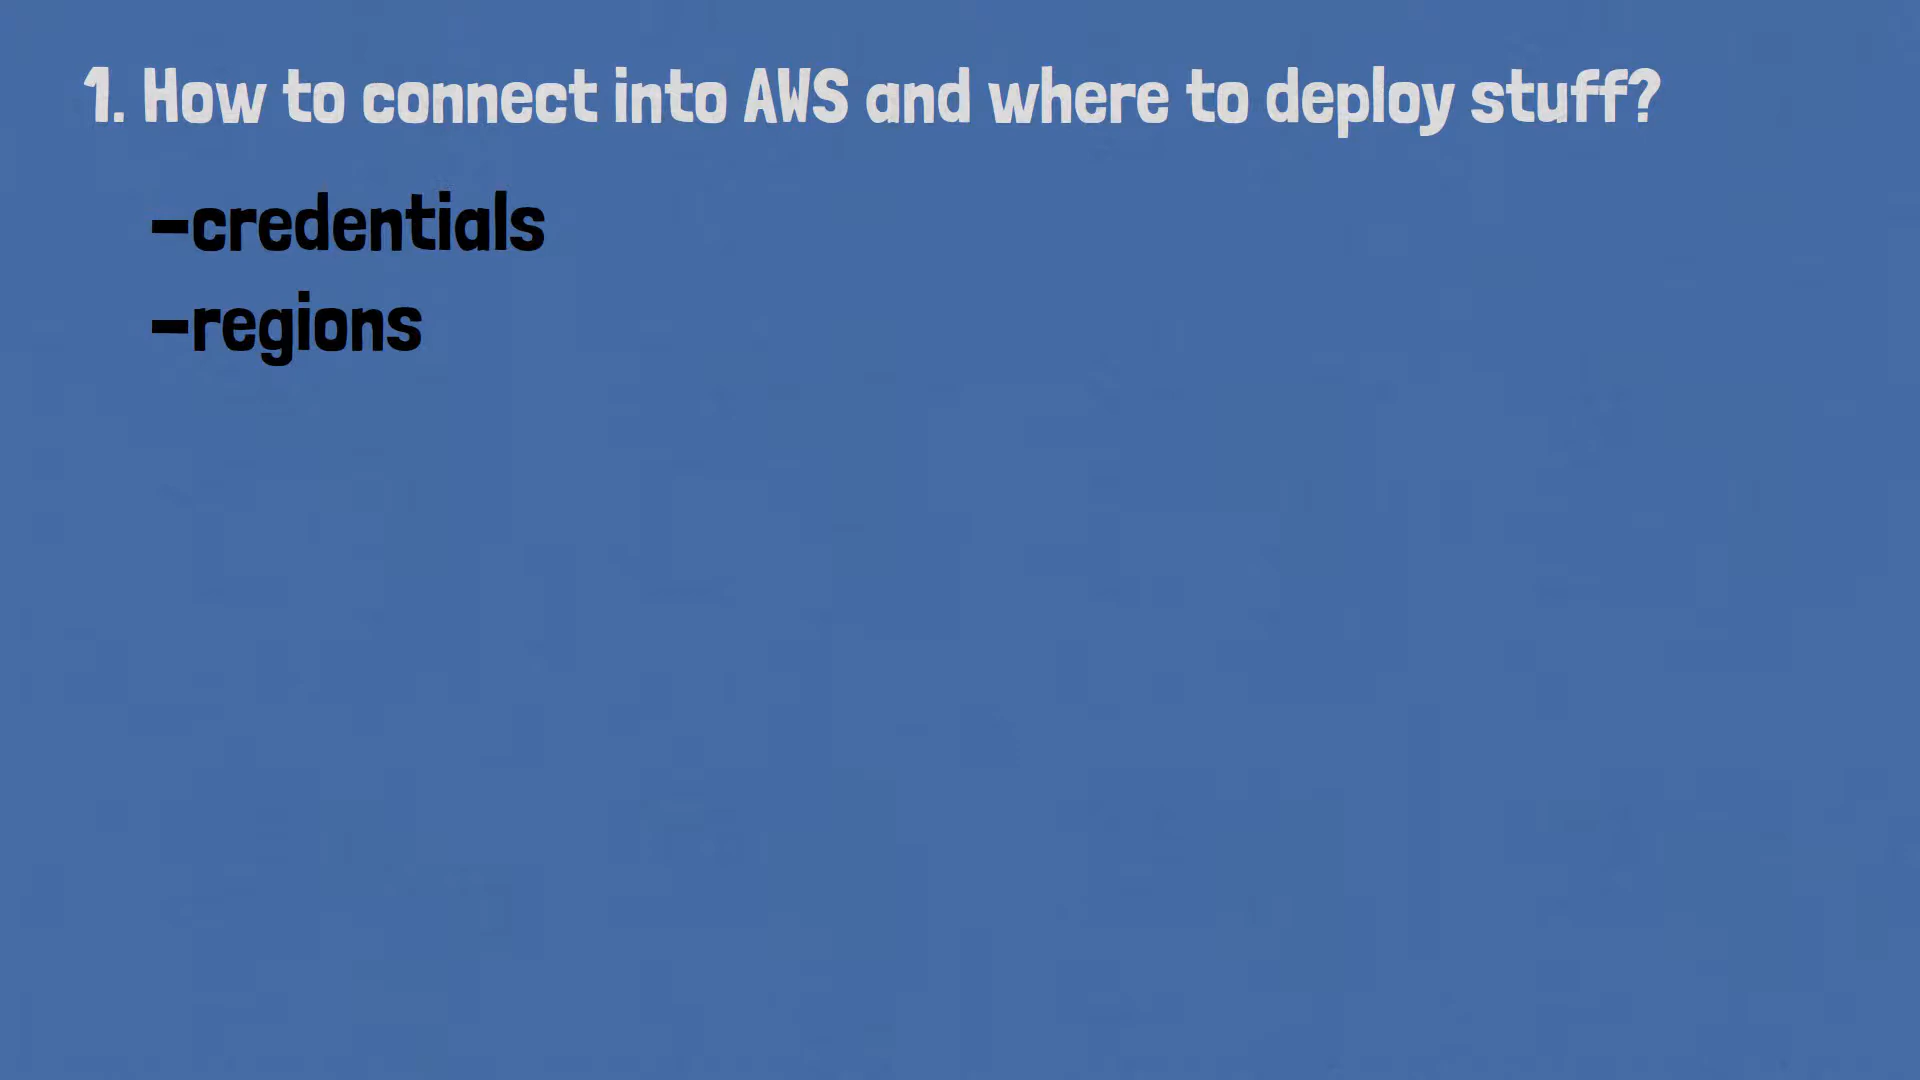 1. How to connect into AWS and where to deploy stuff?
-credentials
-regions